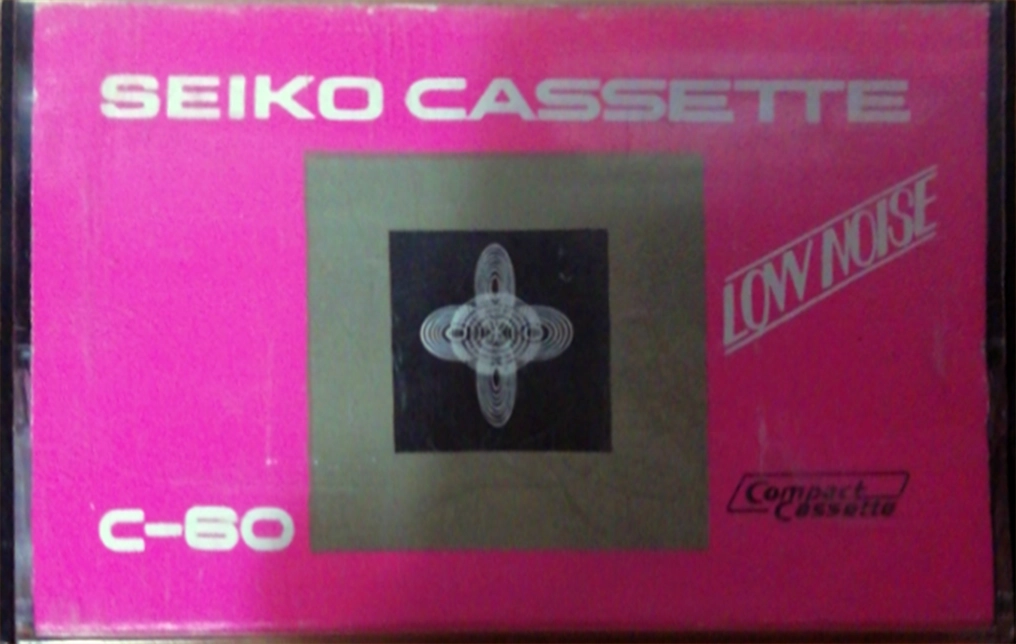 SEIKO CASSETTE
LOW NOISE
C-60
Compact
Cassette